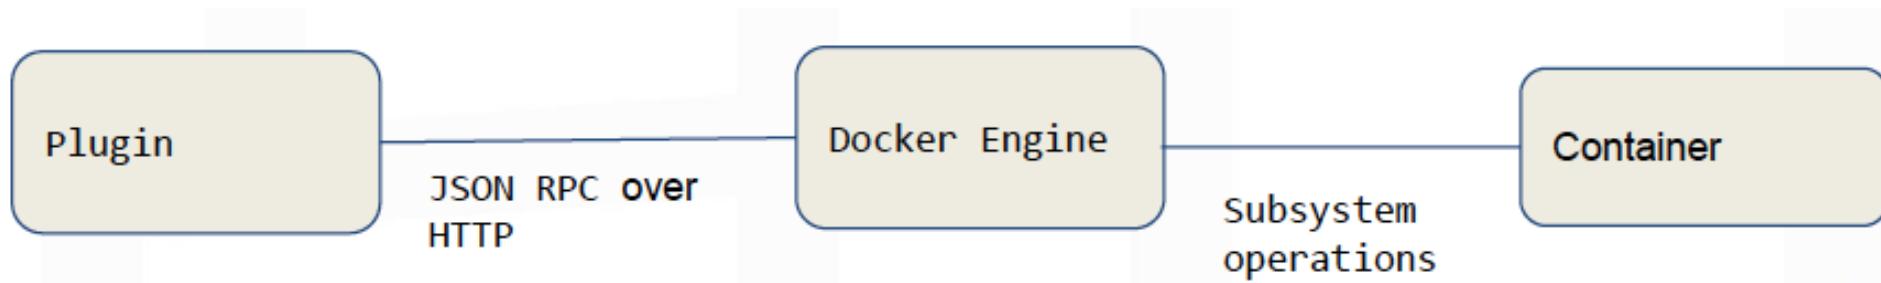 Plugin
JSON RPC over
HTTP
Docker Engine
Subsystem
operations
Container